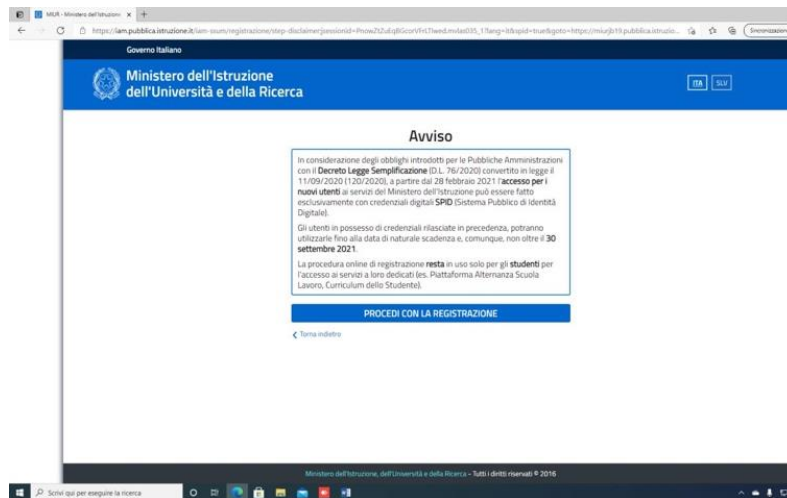 MIUR - Ministero dell'Istruzion
Governo Italiano
Ministero dell'Istruzione
dell'Università e della Ricerca
ITA SLV
Avviso
In considerazione degli obblighi introdotti per le Pubbliche Amministrazioni
con il Decreto Legge Semplificazione (D.L. 76/2020) convertito in legge il
11/09/2020 (120/2020), a partire dal 28 febbraio 2021 l'accesso per i
nuovi utenti ai servizi del Ministero dell'Istruzione può essere fatto
esclusivamente con credenziali digitali SPID (Sistema Pubblico di Identità
Digitale).
Gli utenti in possesso di credenziali rilasciate in precedenza, potranno
utilizzarle fino alla data di naturale scadenza e, comunque, non oltre il 30
settembre 2021.
La procedura online di registrazione resta in uso solo per gli studenti per
l'accesso ai servizi a loro dedicati (es. Piattaforma Alternanza Scuola
Lavoro, Curriculum dello Studente).
PROCEDI CON LA REGISTRAZIONE
Torna indietro
Ministero dell'Istruzione, dell'Università e della Ricerca - Tutti i diritti riservati © 2016
Scrivi qui per eseguire la ricerca